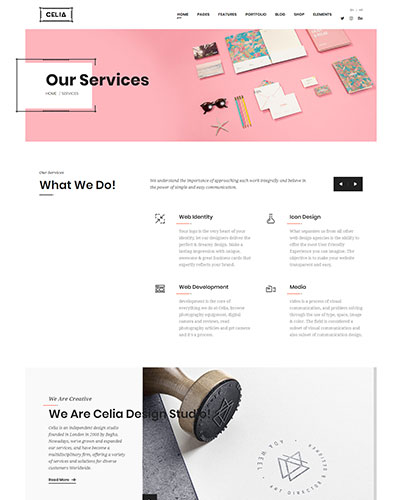 CELIA
HOME PAGES FEATURES PORTFOLIO BLOG SHOP ELEMENTS
Our Services
HOME / SERVICES
Our Services
What We Do!
We understand the importance of approaching each work integrally and believe in
the power of simple and easy communication.
Web Identity
Your logo is the very heart of your
identity, let our designers deliver the
perfect & dreamy design. Make a
lasting impression with unique,
awesome & great business cards that
expertly reflects your brand.
Icon Design
What separates us from all other
web design agencies is the ability to
offer the most User Friendly
Experience you can imagine. The
objective is to make your website
transparent and easy.
Web Development
development is the core of
everything we do at Celia. Browse
photography equipment, digital
camera and reviews, read
photography articles and get camera
and it's a process.
Media
Celea is a process of visual
communication, and problem-solving
through the use of type, space, image
& color. The field is considered a
subset of visual communication and
also subset of communication design.
We Are Creative
We Are Celia Design Studio!
Celia is an independent design studio
founded in London in 2008 by Begha,
Nowadays, we've grown and expanded
our services, and have become a
multidisciplinary firm, offering a variety
of services and solutions for diverse
customers Worldwide.
Read More